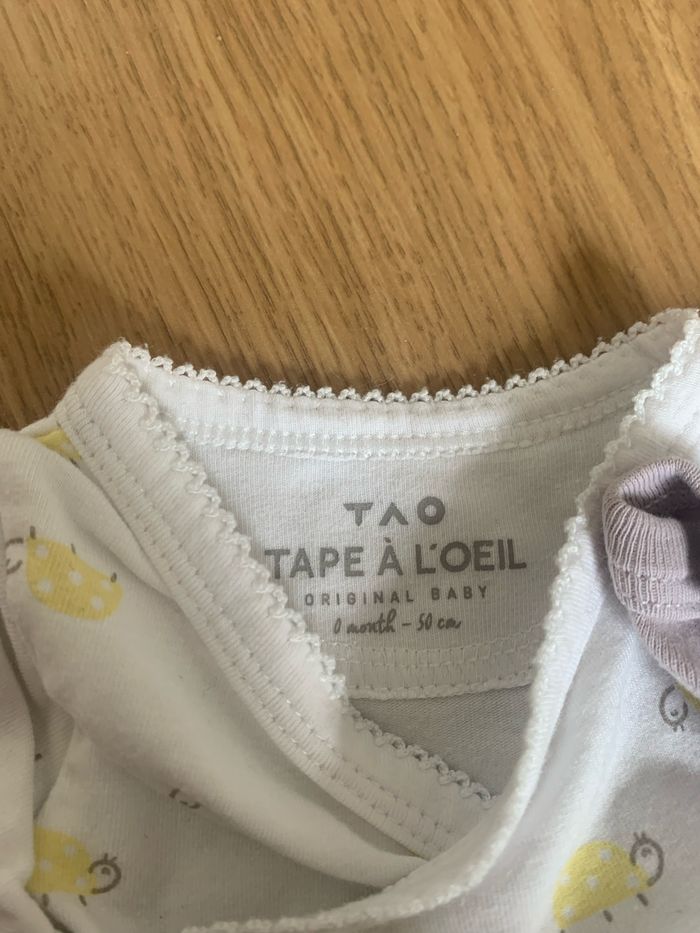 TAO
TAPE À L'OEIL
ORIGINAL BABY
0 month - 50 cm